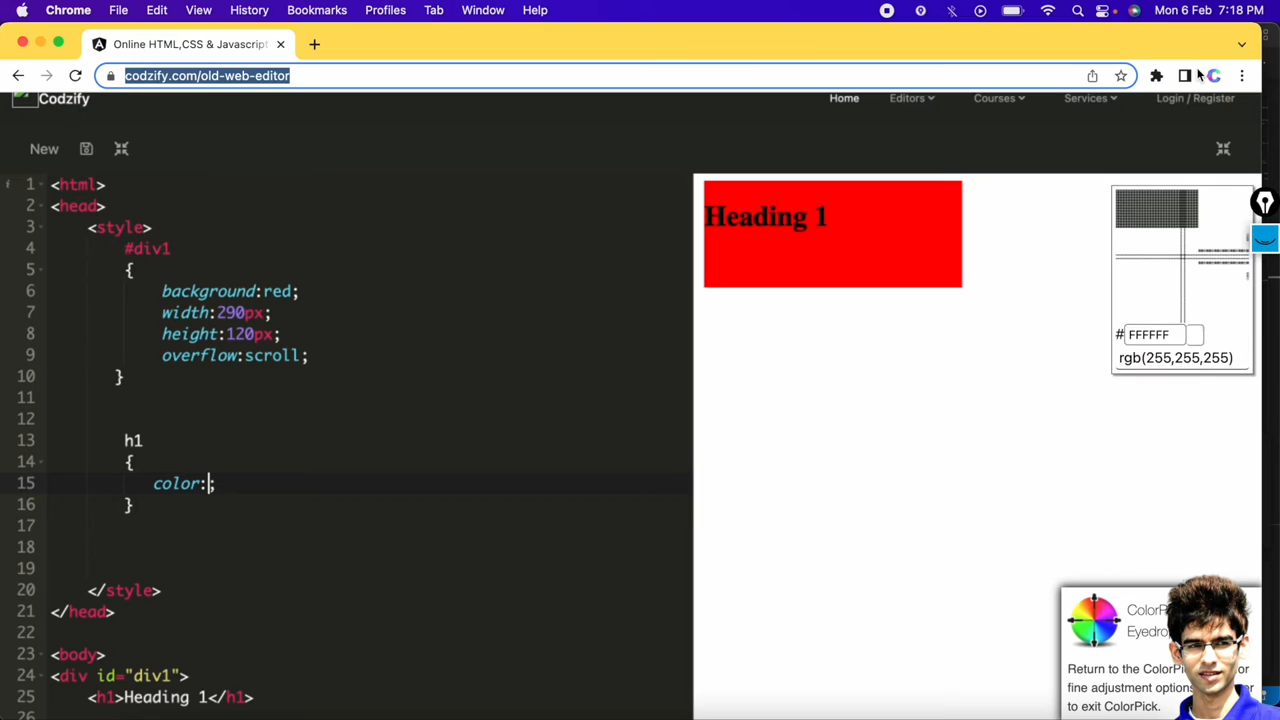 Chrome File Edit View History Bookmarks Profiles Tab Window Help Mon 6 Feb 7:18 PM
Online HTML,CSS & Javascript
codzify.com/old-web-editor
Codzify Home Editors Courses Services Login / Register
New
1 <html>
2 <head>
3 <style>
4 #div1
5 {
6 background:red;
7 width:290px;
8 height:120px;
9 overflow:scroll;
10 }
11
12
13 h1
14 {
15 color:;
16 }
17
18
19
20 </style>
21 </head>
22
23 <body>
24 <div id="div1">
25 <h1>Heading 1</h1>
26
Heading 1
# FFFFFF
rgb(255,255,255)
Return to the ColorPick
fine adjustment options
to exit ColorPick.